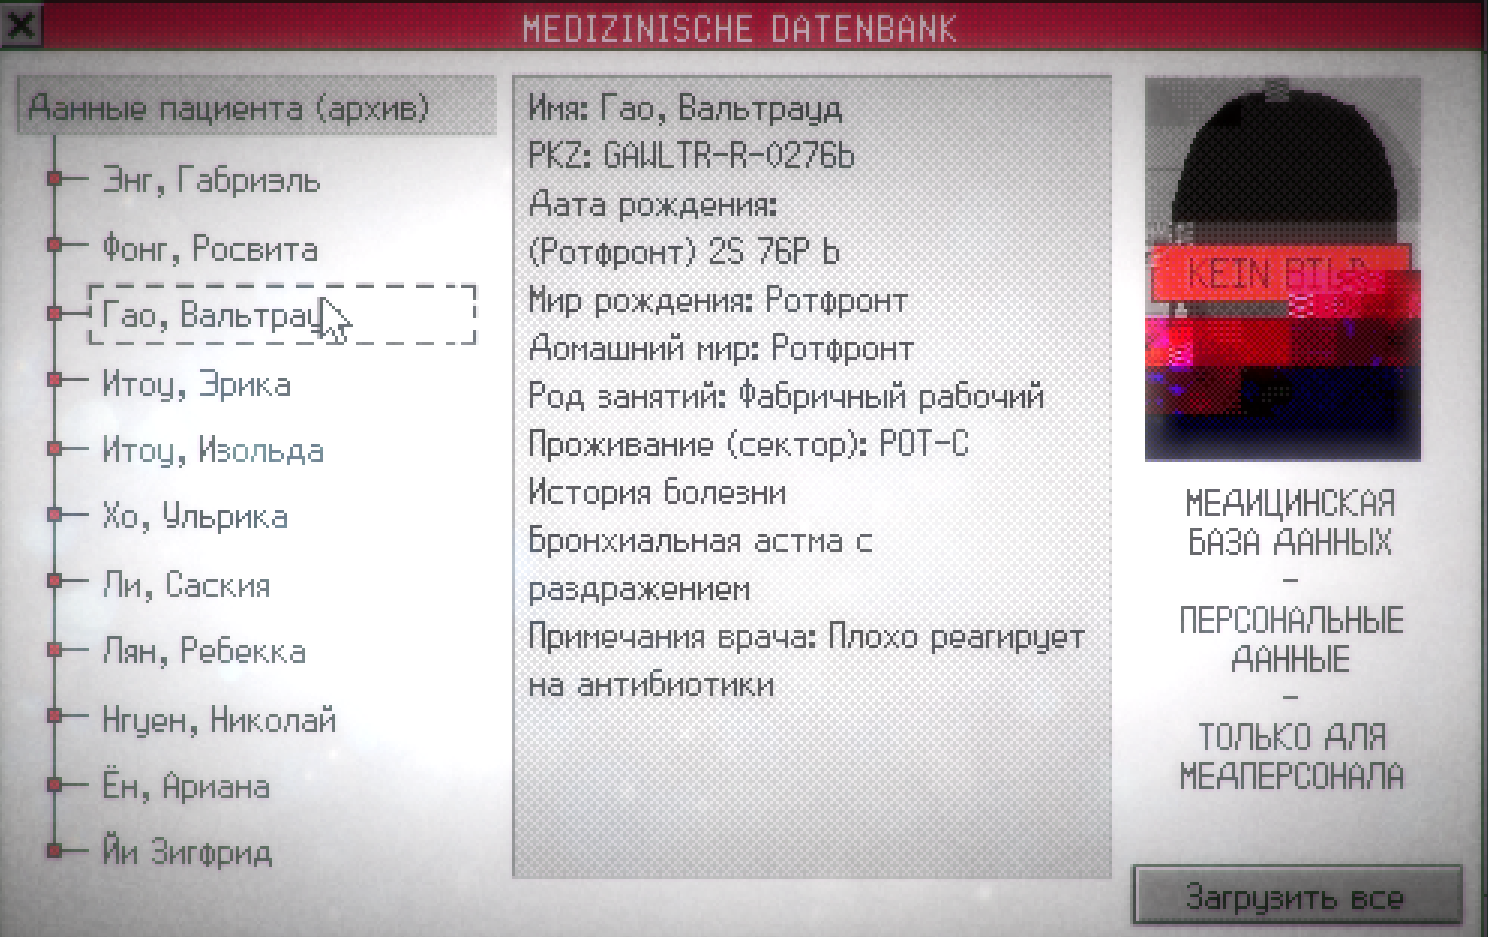 MEDIZINISCHE DATENBANK
Данные пациента (архив)
Энг, Габриэль
Фонг, Росвита
Гао, Вальтрауд
Итоу, Эрика
Итоу, Изольда
Хо, Ульрика
Ли, Саския
Лян, Ребекка
Нгуен, Николай
Ён, Ариана
Йи Зигфрид
Имя: Гао, Вальтрауд
PKZ: GAWLTR-R-0276b
Дата рождения:
(Ротфронт) 2S 76P b
Мир рождения: Ротфронт
Домашний мир: Ротфронт
Род занятий: Фабричный рабочий
Проживание (сектор): РОТ-С
История болезни
Бронхиальная астма с
раздражением
Примечания врача: Плохо реагирует
на антибиотики
KEIN BILD
МЕДИЦИНСКАЯ
БАЗА ДАННЫХ
–
ПЕРСОНАЛЬНЫЕ
ДАННЫЕ
–
ТОЛЬКО ДЛЯ
МЕДПЕРСОНАЛА
Загрузить все